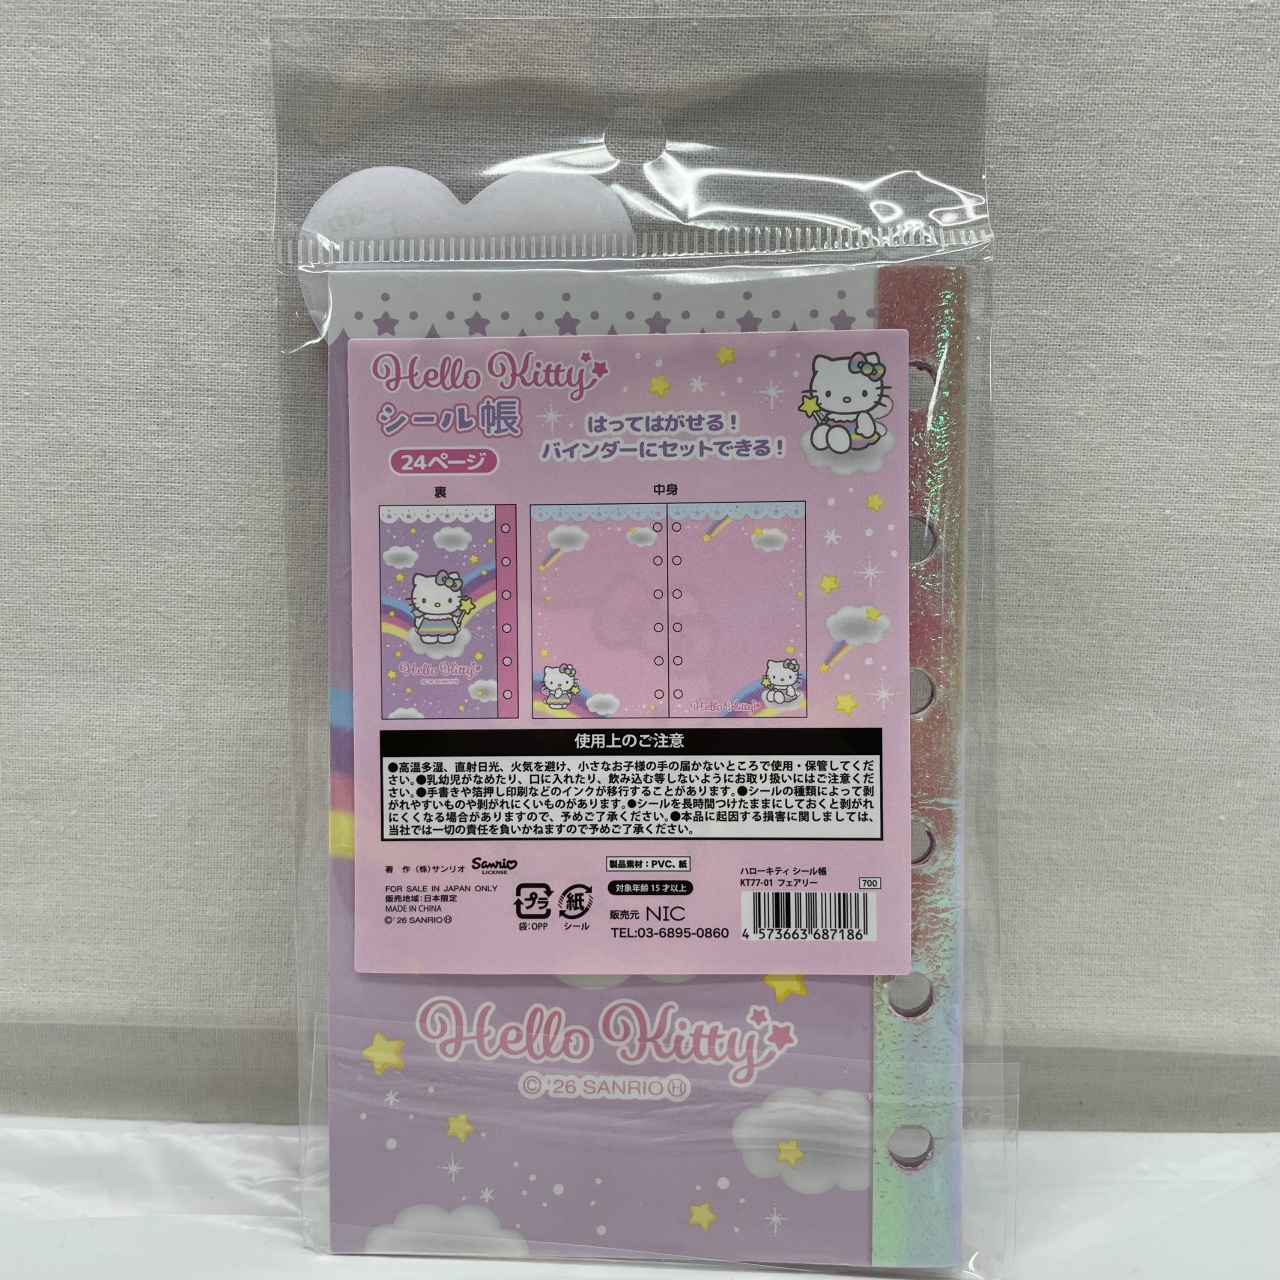 Hello Kitty
シール帳
はってはがせる！
バインダーにセットできる！
24ページ
裏
中身
Hello Kitty
© '26 SANRIO Ⓗ
Hello Kitty
使用上のご注意
●高温多湿、直射日光、火気を避け、小さなお子様の手の届かないところで使用・保管してくだ
さい。●乳幼児がなめたり、口に入れたり、飲み込む等しないようにお取り扱いにはご注意くだ
さい。●手書きや箔押し印刷などのインクが移行することがあります。●シールの種類によって剥
がれやすいものや剥がれにくいものがあります。●シールを長時間つけたままにしておくと剥がれ
にくくなる場合がありますので、予めご了承ください。●本品に起因する損害に関しましては、
当社では一切の責任を負いかねますので予めご了承ください。
著 作 （株）サンリオ Sanrio LICENSE
FOR SALE IN JAPAN ONLY
販売地域：日本限定
MADE IN CHINA
©'26 SANRIO Ⓗ
プラ
袋：OPP
紙
シール
製品素材：PVC、紙
対象年齢 15 才以上
販売元 NIC
TEL:03-6895-0860
ハローキティ シール帳
KT77-01 フェアリー 700
4 573663 687186
Hello Kitty
© '26 SANRIO Ⓗ